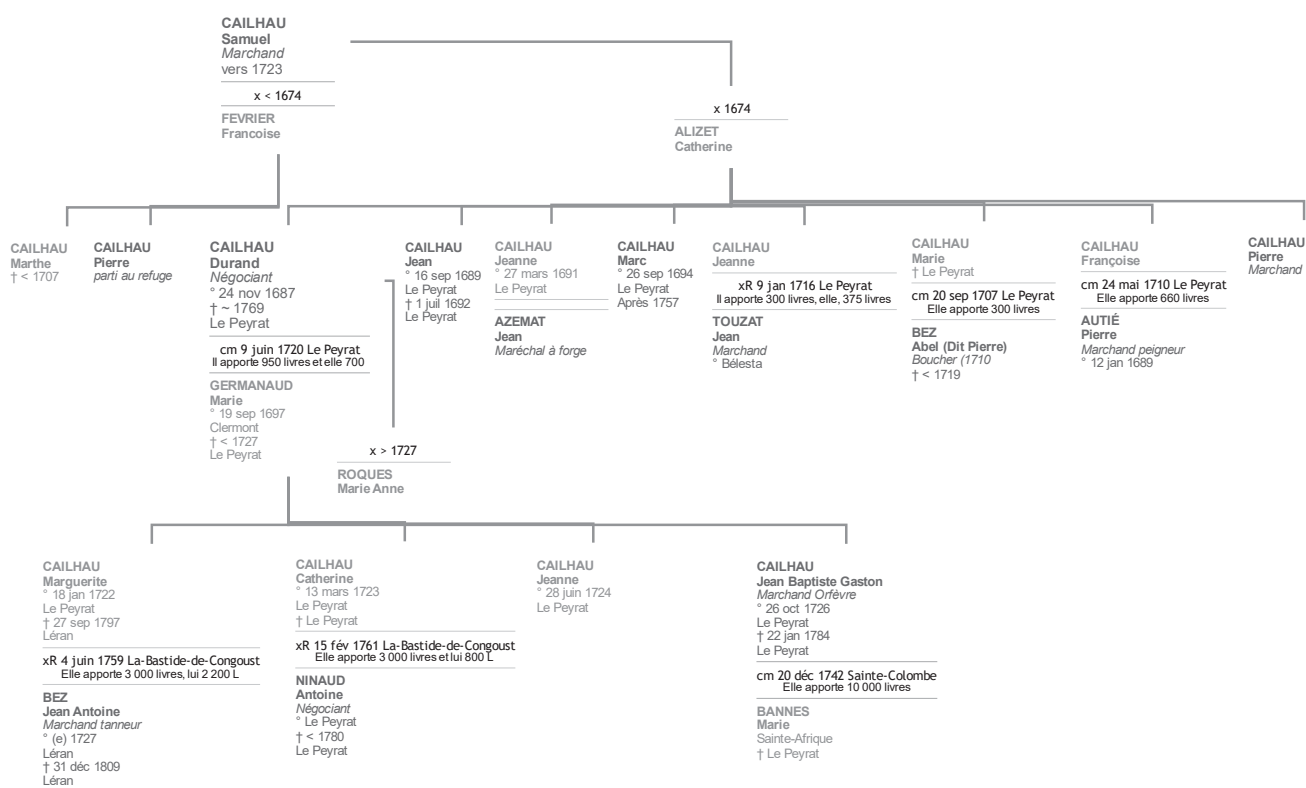 CAILHAU
Samuel
Marchand
vers 1723
x < 1674
FEVRIER
Francoise
x 1674
ALIZET
Catherine
CAILHAU
Marthe
† < 1707
CAILHAU
Pierre
parti au refuge
CAILHAU
Durand
Négociant
° 24 nov 1687
† ~ 1769
Le Peyrat
cm 9 juin 1720 Le Peyrat
Il apporte 950 livres et elle 700
GERMANAUD
Marie
° 19 sep 1697
Clermont
† < 1727
Le Peyrat
x > 1727
ROQUES
Marie Anne
CAILHAU
Jean
° 16 sep 1689
Le Peyrat
† 1 juil 1692
Le Peyrat
CAILHAU
Jeanne
° 27 mars 1691
Le Peyrat
AZEMAT
Jean
Maréchal à forge
CAILHAU
Marc
° 26 sep 1694
Le Peyrat
Après 1757
CAILHAU
Jeanne
xR 9 jan 1716 Le Peyrat
Il apporte 300 livres, elle, 375 livres
TOUZAT
Jean
Marchand
° Bélesta
CAILHAU
Marie
† Le Peyrat
cm 20 sep 1707 Le Peyrat
Elle apporte 300 livres
BEZ
Abel (Dit Pierre)
Boucher (1710
† < 1719
CAILHAU
Françoise
cm 24 mai 1710 Le Peyrat
Elle apporte 660 livres
AUTIÉ
Pierre
Marchand peigneur
° 12 jan 1689
CAILHAU
Pierre
Marchand
CAILHAU
Marguerite
° 18 jan 1722
Le Peyrat
† 27 sep 1797
Léran
xR 4 juin 1759 La-Bastide-de-Congoust
Elle apporte 3 000 livres, lui 2 200 L
BEZ
Jean Antoine
Marchand tanneur
° (e) 1727
Léran
† 31 déc 1809
Léran
CAILHAU
Catherine
° 13 mars 1723
Le Peyrat
† Le Peyrat
xR 15 fév 1761 La-Bastide-de-Congoust
Elle apporte 3 000 livres et lui 800 L
NINAUD
Antoine
Négociant
° Le Peyrat
† < 1780
Le Peyrat
CAILHAU
Jeanne
° 28 juin 1724
Le Peyrat
CAILHAU
Jean Baptiste Gaston
Marchand Orfèvre
° 26 oct 1726
Le Peyrat
† 22 jan 1784
Le Peyrat
cm 20 déc 1742 Sainte-Colombe
Elle apporte 10 000 livres
BANNES
Marie
Sainte-Afrique
† Le Peyrat